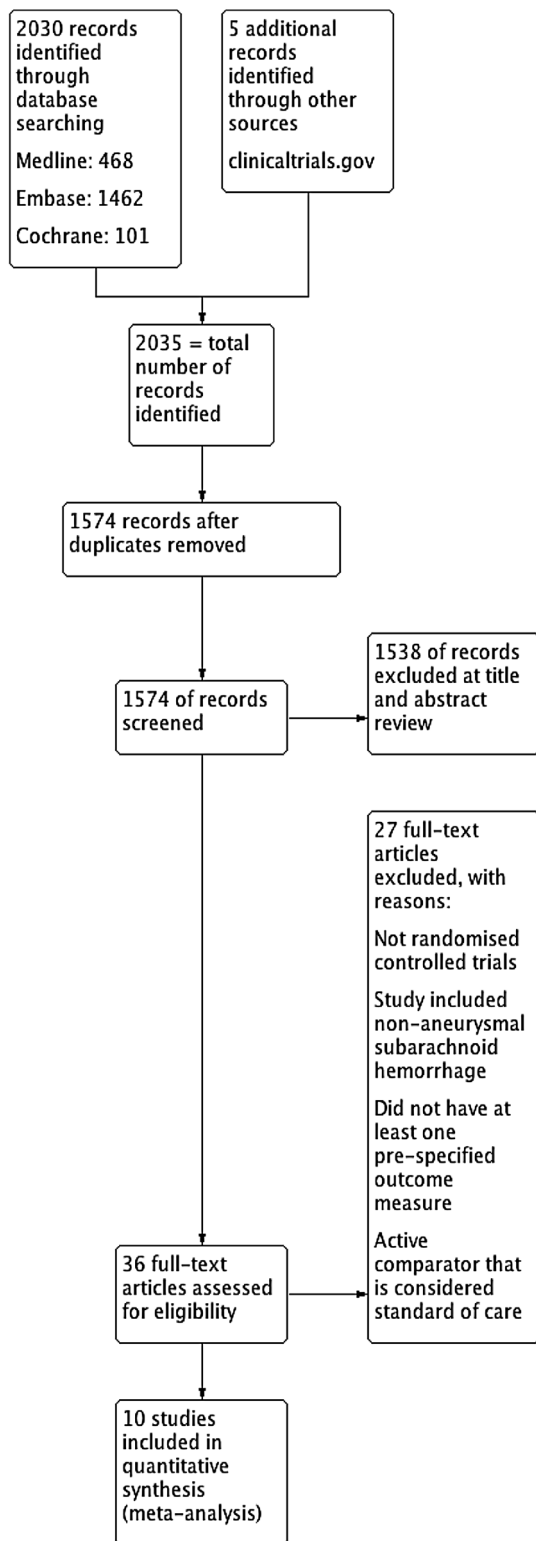 2030 records
identified
through
database
searching
Medline: 468
Embase: 1462
Cochrane: 101
5 additional
records
identified
through other
sources
clinicaltrials.gov
2035 = total
number of
records
identified
1574 records after
duplicates removed
1574 of records
screened
1538 of records
excluded at title
and abstract
review
27 full-text
articles
excluded, with
reasons:
Not randomised
controlled trials
Study included
non-aneurysmal
subarachnoid
hemorrhage
Did not have at
least one
pre-specified
outcome
measure
Active
comparator that
is considered
standard of care
36 full-text
articles assessed
for eligibility
10 studies
included in
quantitative
synthesis
(meta-analysis)